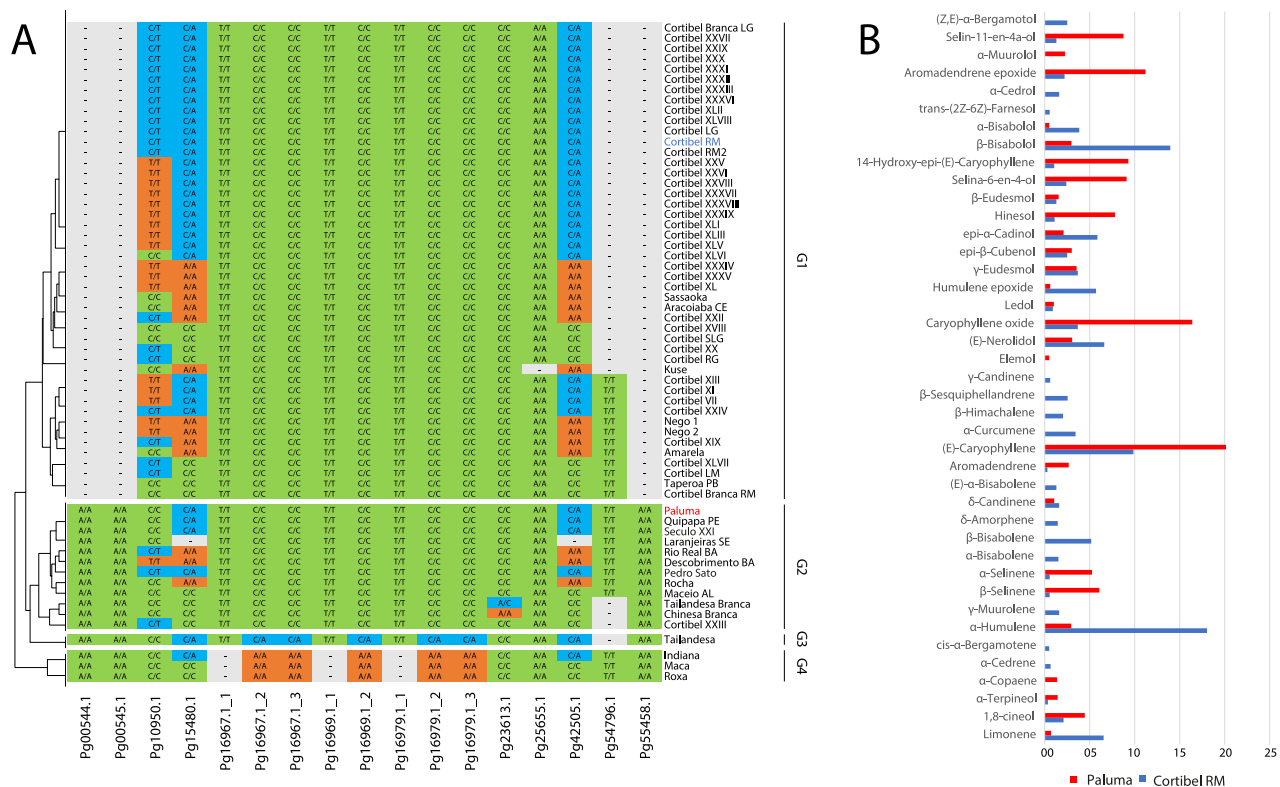 A
- - C/T C/A T/T C/C C/C T/T C/C T/T C/C C/C C/C A/A C/A - - Cortibel Branca LG
- - C/T C/A T/T C/C C/C T/T C/C T/T C/C C/C C/C A/A C/A - - Cortibel XXVII
- - C/T C/A T/T C/C C/C T/T C/C T/T C/C C/C C/C A/A C/A - - Cortibel XXIX
- - C/T C/A T/T C/C C/C T/T C/C T/T C/C C/C C/C A/A C/A - - Cortibel XXX
- - C/T C/A T/T C/C C/C T/T C/C T/T C/C C/C C/C A/A C/A - - Cortibel XXXI
- - C/T C/A T/T C/C C/C T/T C/C T/T C/C C/C C/C A/A C/A - - Cortibel XXXII
- - C/T C/A T/T C/C C/C T/T C/C T/T C/C C/C C/C A/A C/A - - Cortibel XXXIII
- - C/T C/A T/T C/C C/C T/T C/C T/T C/C C/C C/C A/A C/A - - Cortibel XXXVI
- - C/T C/A T/T C/C C/C T/T C/C T/T C/C C/C C/C A/A C/A - - Cortibel XLII
- - C/T C/A T/T C/C C/C T/T C/C T/T C/C C/C C/C A/A C/A - - Cortibel XLVIII
- - C/T C/A T/T C/C C/C T/T C/C T/T C/C C/C C/C A/A C/A - - Cortibel LG
- - C/T C/A T/T C/C C/C T/T C/C T/T C/C C/C C/C A/A C/A - - Cortibel RM
- - C/T C/A T/T C/C C/C T/T C/C T/T C/C C/C C/C A/A C/A - - Cortibel RM2
- - T/T C/A T/T C/C C/C T/T C/C T/T C/C C/C C/C A/A C/A - - Cortibel XXV
- - T/T C/A T/T C/C C/C T/T C/C T/T C/C C/C C/C A/A C/A - - Cortibel XXVI
- - T/T C/A T/T C/C C/C T/T C/C T/T C/C C/C C/C A/A C/A - - Cortibel XXVIII
- - T/T C/A T/T C/C C/C T/T C/C T/T C/C C/C C/C A/A C/A - - Cortibel XXXVII
- - T/T C/A T/T C/C C/C T/T C/C T/T C/C C/C C/C A/A C/A - - Cortibel XXXVIII
- - T/T C/A T/T C/C C/C T/T C/C T/T C/C C/C C/C A/A C/A - - Cortibel XXXIX
- - T/T C/A T/T C/C C/C T/T C/C T/T C/C C/C C/C A/A C/A - - Cortibel XLI
- - T/T C/A T/T C/C C/C T/T C/C T/T C/C C/C C/C A/A C/A - - Cortibel XLIII
- - T/T C/A T/T C/C C/C T/T C/C T/T C/C C/C C/C A/A C/A - - Cortibel XLV
- - C/C C/A T/T C/C C/C T/T C/C T/T C/C C/C C/C A/A C/A - - Cortibel XLVI
- - T/T A/A T/T C/C C/C T/T C/C T/T C/C C/C C/C A/A A/A - - Cortibel XXXIV
- - T/T A/A T/T C/C C/C T/T C/C T/T C/C C/C C/C A/A A/A - - Cortibel XXXV
- - T/T A/A T/T C/C C/C T/T C/C T/T C/C C/C C/C A/A A/A - - Cortibel XL
- - C/C A/A T/T C/C C/C T/T C/C T/T C/C C/C C/C A/A A/A - - Sassaoka
- - C/C A/A T/T C/C C/C T/T C/C T/T C/C C/C C/C A/A A/A - - Aracoiaba CE
- - C/T A/A T/T C/C C/C T/T C/C T/T C/C C/C C/C A/A A/A - - Cortibel XXII
- - C/C C/C T/T C/C C/C T/T C/C T/T C/C C/C C/C A/A C/C - - Cortibel XVIII
- - C/C C/C T/T C/C C/C T/T C/C T/T C/C C/C C/C A/A C/C - - Cortibel SLG
- - C/T C/C T/T C/C C/C T/T C/C T/T C/C C/C C/C A/A C/C - - Cortibel XX
- - C/T C/C T/T C/C C/C T/T C/C T/T C/C C/C C/C A/A C/C - - Cortibel RG
- - C/C A/A T/T C/C C/C T/T C/C T/T C/C C/C C/C - A/A - - Kuse
- - T/T C/A T/T C/C C/C T/T C/C T/T C/C C/C C/C A/A C/A T/T - Cortibel XIII
- - T/T C/A T/T C/C C/C T/T C/C T/T C/C C/C C/C A/A C/A T/T - Cortibel XI
- - T/T C/A T/T C/C C/C T/T C/C T/T C/C C/C C/C A/A C/A T/T - Cortibel VII
- - C/T C/A T/T C/C C/C T/T C/C T/T C/C C/C C/C A/A C/A T/T - Cortibel XXIV
- - T/T A/A T/T C/C C/C T/T C/C T/T C/C C/C C/C A/A A/A T/T - Nego 1
- - T/T A/A T/T C/C C/C T/T C/C T/T C/C C/C C/C A/A A/A T/T - Nego 2
- - C/T A/A T/T C/C C/C T/T C/C T/T C/C C/C C/C A/A A/A T/T - Cortibel XIX
- - C/C A/A T/T C/C C/C T/T C/C T/T C/C C/C C/C A/A A/A T/T - Amarela
- - C/T C/C T/T C/C C/C T/T C/C T/T C/C C/C C/C A/A C/C T/T - Cortibel XLVII
- - C/T C/C T/T C/C C/C T/T C/C T/T C/C C/C C/C A/A C/C T/T - Cortibel LM
- - C/C C/C T/T C/C C/C T/T C/C T/T C/C C/C C/C A/A C/C T/T - Taperoa PB
- - C/C C/C T/T C/C C/C T/T C/C T/T C/C C/C C/C A/A C/C T/T - Cortibel Branca RM
G1
A/A A/A C/C C/A T/T C/C C/C T/T C/C T/T C/C C/C C/C A/A C/A T/T A/A Paluma
A/A A/A C/C C/A T/T C/C C/C T/T C/C T/T C/C C/C C/C A/A C/A T/T A/A Quipapa PE
A/A A/A C/C C/A T/T C/C C/C T/T C/C T/T C/C C/C C/C A/A C/A T/T A/A Seculo XXI
A/A A/A C/C - T/T C/C C/C T/T C/C T/T C/C C/C C/C A/A - T/T A/A Laranjeiras SE
A/A A/A C/T A/A T/T C/C C/C T/T C/C T/T C/C C/C C/C A/A A/A T/T A/A Rio Real BA
A/A A/A T/T A/A T/T C/C C/C T/T C/C T/T C/C C/C C/C A/A A/A T/T A/A Descobrimento BA
A/A A/A C/T C/A T/T C/C C/C T/T C/C T/T C/C C/C C/C A/A C/A T/T A/A Pedro Sato
A/A A/A C/C A/A T/T C/C C/C T/T C/C T/T C/C C/C C/C A/A A/A T/T A/A Rocha
A/A A/A C/C C/C T/T C/C C/C T/T C/C T/T C/C C/C C/C A/A C/C T/T A/A Maceio AL
A/A A/A C/C C/C T/T C/C C/C T/T C/C T/T C/C C/C A/C A/A C/C - A/A Tailandesa Branca
A/A A/A C/C C/C T/T C/C C/C T/T C/C T/T C/C C/C A/A A/A C/C - A/A Chinesa Branca
A/A A/A C/T C/C T/T C/C C/C T/T C/C T/T C/C C/C C/C A/A C/C - A/A Cortibel XXIII
G2
A/A A/A C/C C/A T/T C/A C/A T/T C/A T/T C/A C/A C/C A/A C/A - A/A Tailandesa
G3
A/A A/A C/C C/A - A/A A/A - A/A - A/A A/A C/C A/A C/A T/T A/A Indiana
A/A A/A C/C C/C - A/A A/A - A/A - A/A A/A C/C A/A C/C T/T A/A Maca
A/A A/A C/C C/C - A/A A/A - A/A - A/A A/A C/C A/A C/C T/T A/A Roxa
G4
Pg00544.1
Pg00545.1
Pg10950.1
Pg15480.1
Pg16967.1_1
Pg16967.1_2
Pg16967.1_3
Pg16969.1_1
Pg16969.1_2
Pg16979.1_1
Pg16979.1_2
Pg16979.1_3
Pg23613.1
Pg25655.1
Pg42505.1
Pg54796.1
Pg55458.1
B
(Z,E)-α-Bergamotol
Selin-11-en-4a-ol
α-Muurolol
Aromadendrene epoxide
α-Cedrol
trans-(2Z-6Z)-Farnesol
α-Bisabolol
β-Bisabolol
14-Hydroxy-epi-(E)-Caryophyllene
Selina-6-en-4-ol
β-Eudesmol
Hinesol
epi-α-Cadinol
epi-β-Cubenol
γ-Eudesmol
Humulene epoxide
Ledol
Caryophyllene oxide
(E)-Nerolidol
Elemol
γ-Candinene
β-Sesquiphellandrene
β-Himachalene
α-Curcumene
(E)-Caryophyllene
Aromadendrene
(E)-α-Bisabolene
δ-Candinene
δ-Amorphene
β-Bisabolene
α-Bisabolene
α-Selinene
β-Selinene
γ-Muurolene
α-Humulene
cis-α-Bergamotene
α-Cedrene
α-Copaene
α-Terpineol
1,8-cineol
Limonene
00 05 10 15 20 25
Paluma Cortibel RM